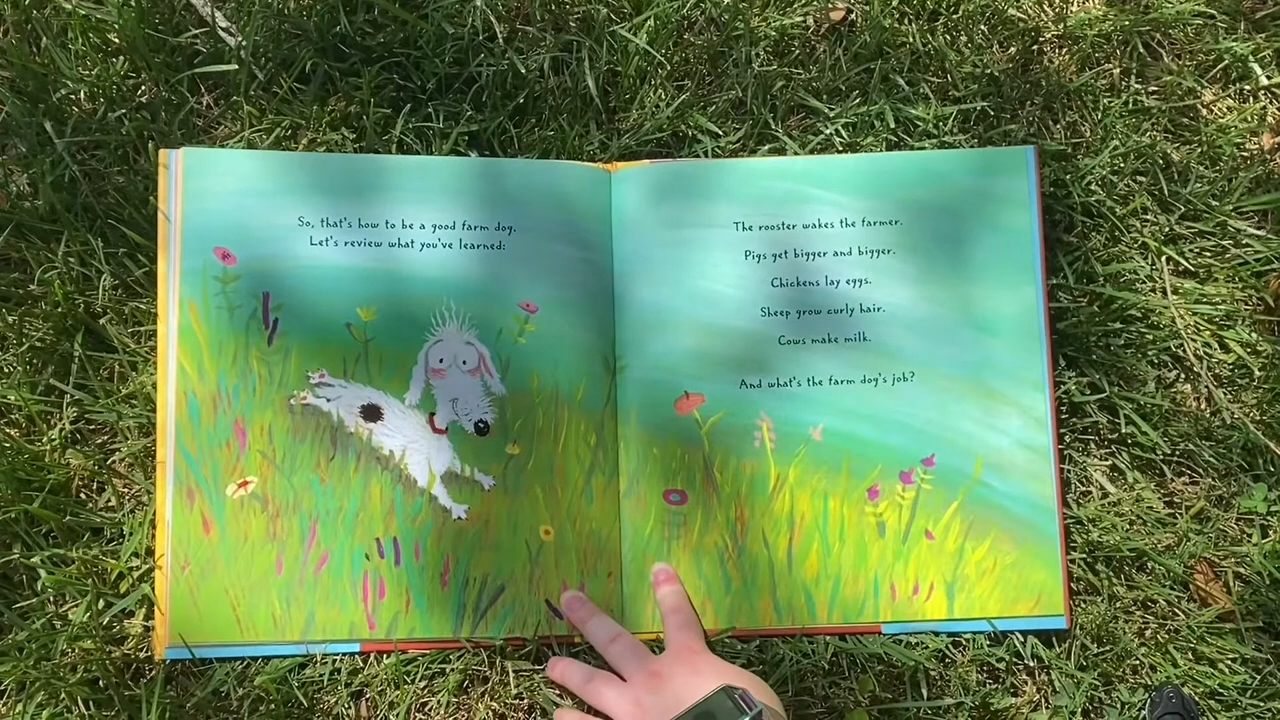 So, that's how to be a good farm dog.
Let's review what you've learned:
The rooster wakes the farmer.
Pigs get bigger and bigger.
Chickens lay eggs.
Sheep grow curly hair.
Cows make milk.
And what's the farm dog's job?